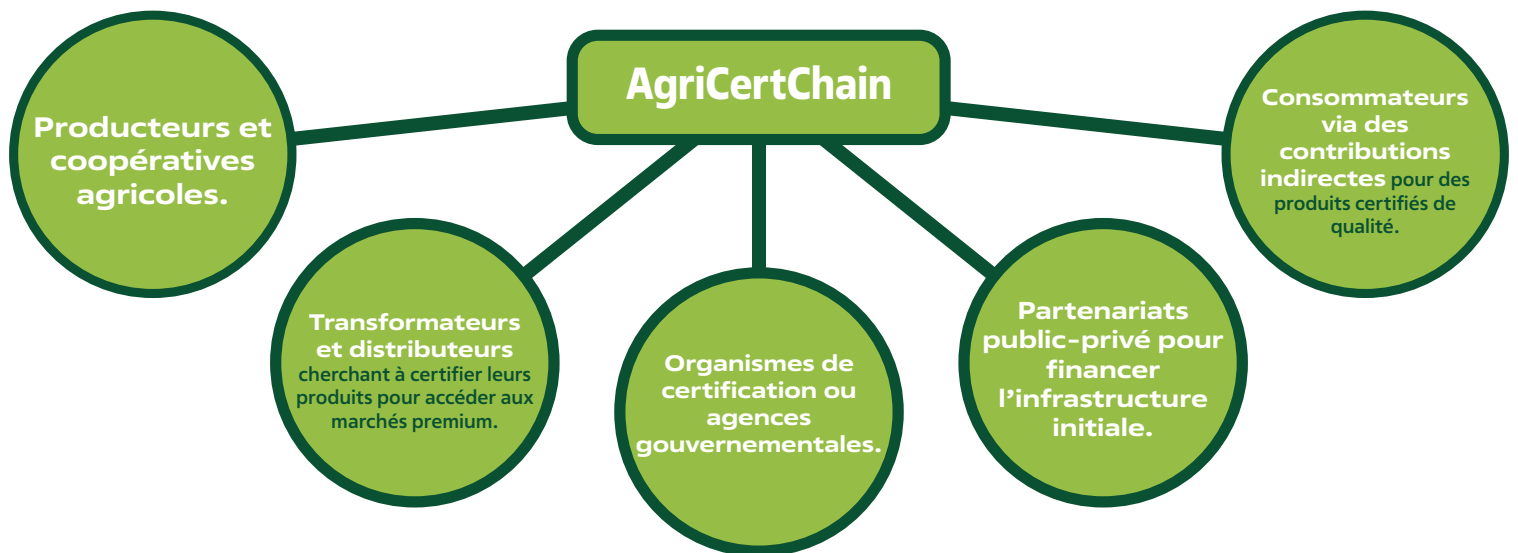 AgriCertChain
Producteurs et
coopératives
agricoles.
Transformateurs
et distributeurs
cherchant à certifier leurs
produits pour accéder aux
marchés premium.
Organismes de
certification ou
agences
gouvernementales.
Partenariats
public-privé pour
financer
l’infrastructure
initiale.
Consommateurs
via des
contributions
indirectes pour des
produits certifiés de
qualité.